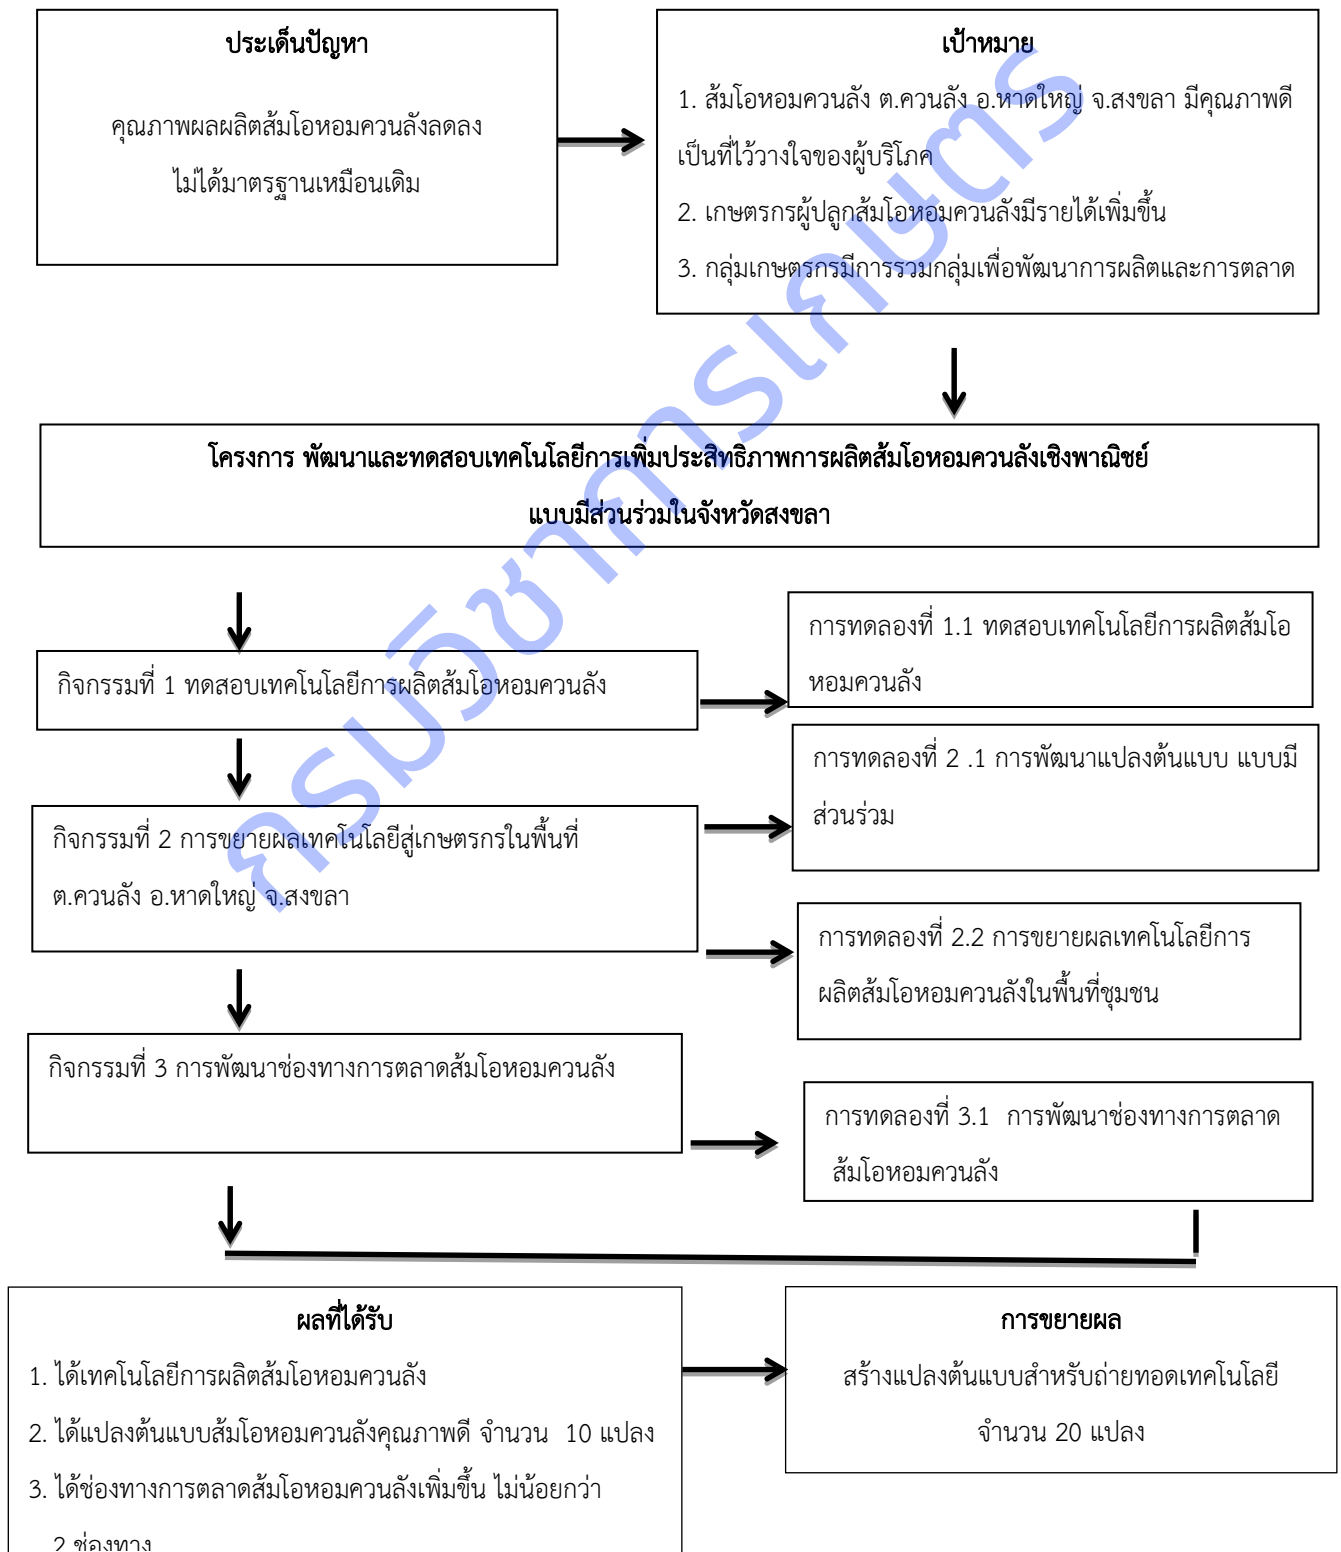 ประเด็นปัญหา
คุณภาพผลผลิตส้มโอหอมควนลังลดลง
ไม่ได้มาตรฐานเหมือนเดิม
เป้าหมาย
1. ส้มโอหอมควนลัง ต.ควนลัง อ.หาดใหญ่ จ.สงขลา มีคุณภาพดี
เป็นที่ไว้วางใจของผู้บริโภค
2. เกษตรกรผู้ปลูกส้มโอหอมควนลังมีรายได้เพิ่มขึ้น
3. กลุ่มเกษตรกรมีการรวมกลุ่มเพื่อพัฒนาการผลิตและการตลาด
โครงการ พัฒนาและทดสอบเทคโนโลยีการเพิ่มประสิทธิภาพการผลิตส้มโอหอมควนลังเชิงพาณิชย์
แบบมีส่วนร่วมในจังหวัดสงขลา
กิจกรรมที่ 1 ทดสอบเทคโนโลยีการผลิตส้มโอหอมควนลัง
การทดลองที่ 1.1 ทดสอบเทคโนโลยีการผลิตส้มโอ
หอมควนลัง
การทดลองที่ 2 .1 การพัฒนาแปลงต้นแบบ แบบมี
ส่วนร่วม
กิจกรรมที่ 2 การขยายผลเทคโนโลยีสู่เกษตรกรในพื้นที่
ต.ควนลัง อ.หาดใหญ่ จ.สงขลา
การทดลองที่ 2.2 การขยายผลเทคโนโลยีการ
ผลิตส้มโอหอมควนลังในพื้นที่ชุมชน
กิจกรรมที่ 3 การพัฒนาช่องทางการตลาดส้มโอหอมควนลัง
การทดลองที่ 3.1 การพัฒนาช่องทางการตลาด
ส้มโอหอมควนลัง
ผลที่ได้รับ
1. ได้เทคโนโลยีการผลิตส้มโอหอมควนลัง
2. ได้แปลงต้นแบบส้มโอหอมควนลังคุณภาพดี จำนวน 10 แปลง
3. ได้ช่องทางการตลาดส้มโอหอมควนลังเพิ่มขึ้น ไม่น้อยกว่า
2 ช่องทาง
การขยายผล
สร้างแปลงต้นแบบสำหรับถ่ายทอดเทคโนโลยี
จำนวน 20 แปลง
กรมวิชาการเกษตร